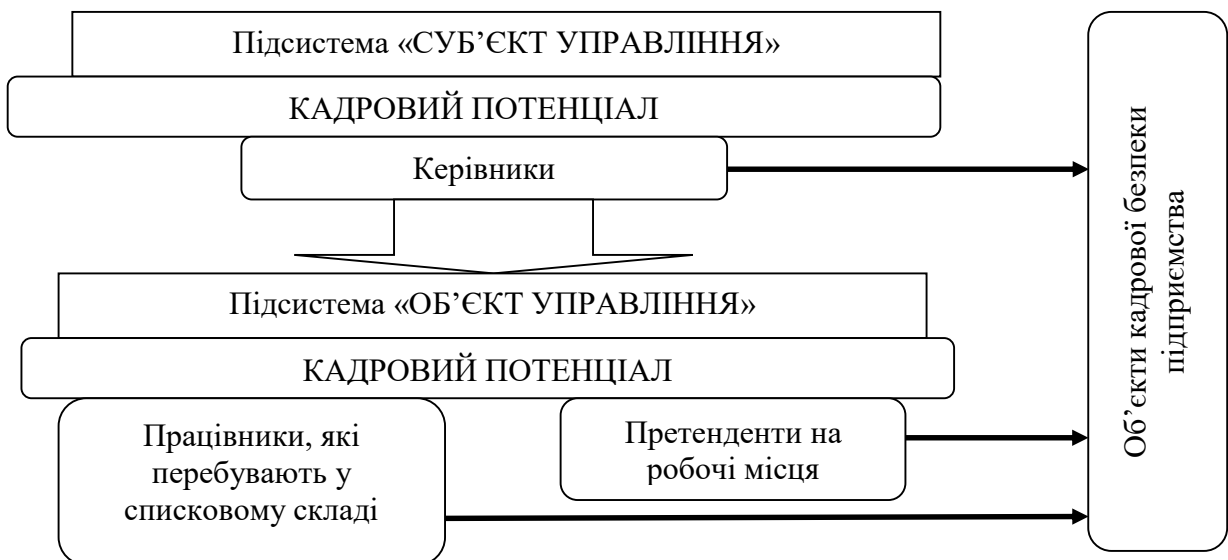 Підсистема «СУБ’ЄКТ УПРАВЛІННЯ»
КАДРОВИЙ ПОТЕНЦІАЛ
Керівники
Підсистема «ОБ’ЄКТ УПРАВЛІННЯ»
КАДРОВИЙ ПОТЕНЦІАЛ
Працівники, які
перебувають у
списковому складі
Претенденти на
робочі місця
Об’єкти кадрової безпеки
підприємства